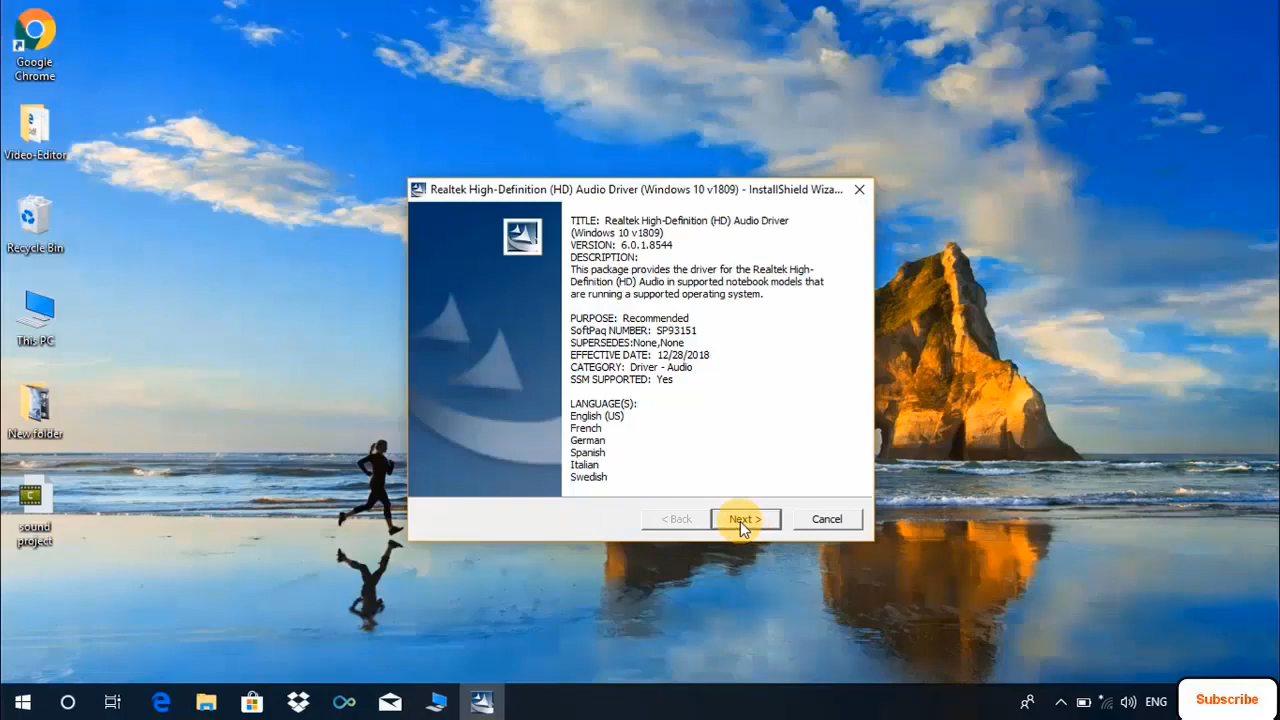 Google
Chrome
Video-Editor
Recycle Bin
This PC
New folder
sound
project
Realtek High-Definition (HD) Audio Driver (Windows 10 v1809) - InstallShield Wiza...
TITLE: Realtek High-Definition (HD) Audio Driver
(Windows 10 v1809)
VERSION: 6.0.1.8544
DESCRIPTION:
This package provides the driver for the Realtek High-
Definition (HD) Audio in supported notebook models that
are running a supported operating system.
PURPOSE: Recommended
SoftPaq NUMBER: SP93151
SUPERSEDES:None,None
EFFECTIVE DATE: 12/28/2018
CATEGORY: Driver - Audio
SSM SUPPORTED: Yes
LANGUAGE(S):
English (US)
French
German
Spanish
Italian
Swedish
< Back
Next >
Cancel
ENG
Subscribe